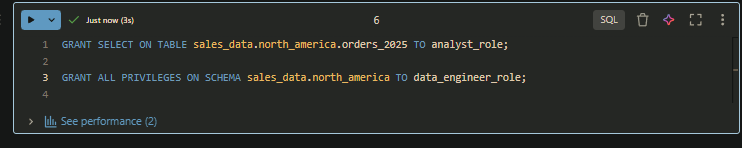 Just now (3s)
6
SQL
1 GRANT SELECT ON TABLE sales_data.north_america.orders_2025 TO analyst_role;
2
3 GRANT ALL PRIVILEGES ON SCHEMA sales_data.north_america TO data_engineer_role;
4
See performance (2)